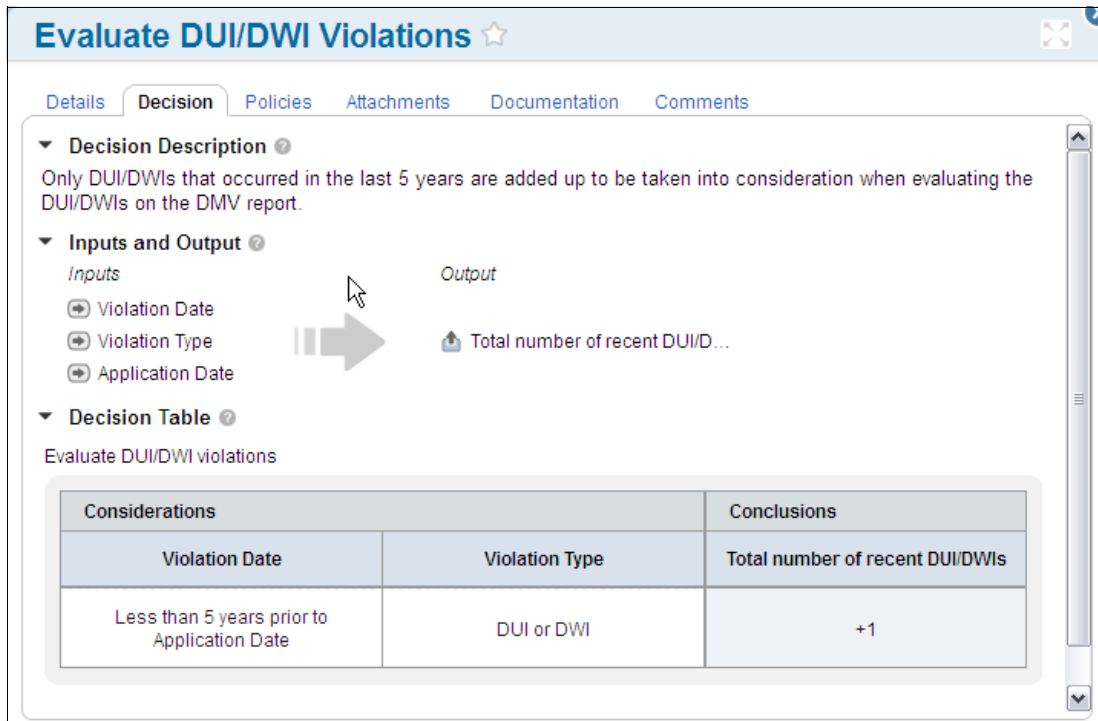 Evaluate DUI/DWI Violations
Details Decision Policies Attachments Documentation Comments
Decision Description
Only DUI/DWIs that occurred in the last 5 years are added up to be taken into consideration when evaluating the
DUI/DWIs on the DMV report.
Inputs and Output
Inputs Output
Violation Date
Violation Type Total number of recent DUI/D...
Application Date
Decision Table
Evaluate DUI/DWI violations
Considerations Conclusions
Violation Date Violation Type Total number of recent DUI/DWIs
Less than 5 years prior to
Application Date DUI or DWI +1